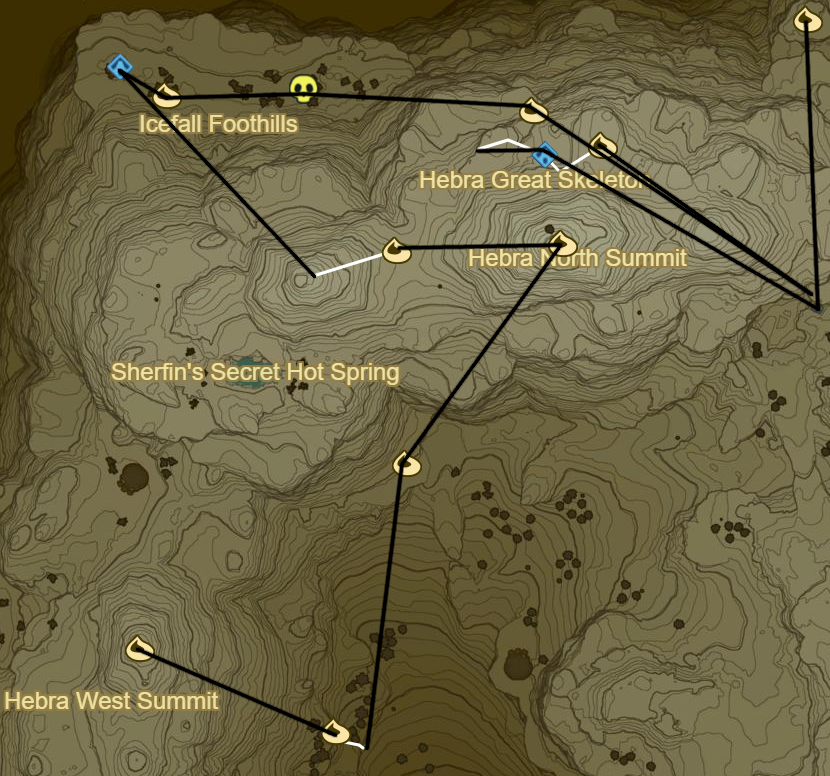 Icefall Foothills
Hebra Great Skeleton
Hebra North Summit
Sherfin's Secret Hot Spring
Hebra West Summit